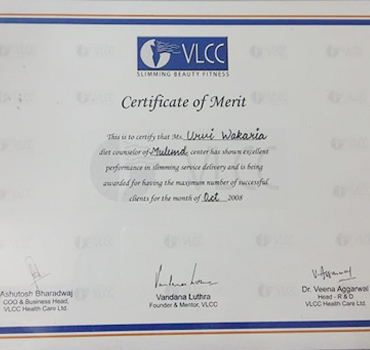 VLCC
SLIMMING BEAUTY FITNESS
Certificate of Merit
This is to certify that Ms. Urvi Wakaria
diet counselor of Mulund center has shown excellent
performance in slimming service delivery and is being
awarded for having the maximum number of successful
clients for the month of Oct 2008
Ashutosh Bharadwaj
COO & Business Head,
VLCC Health Care Ltd.
Vandana Luthra
Founder & Mentor, VLCC
V. Aggarwal
Dr. Veena Aggarwal
Head - R & D
VLCC Health Care Ltd.